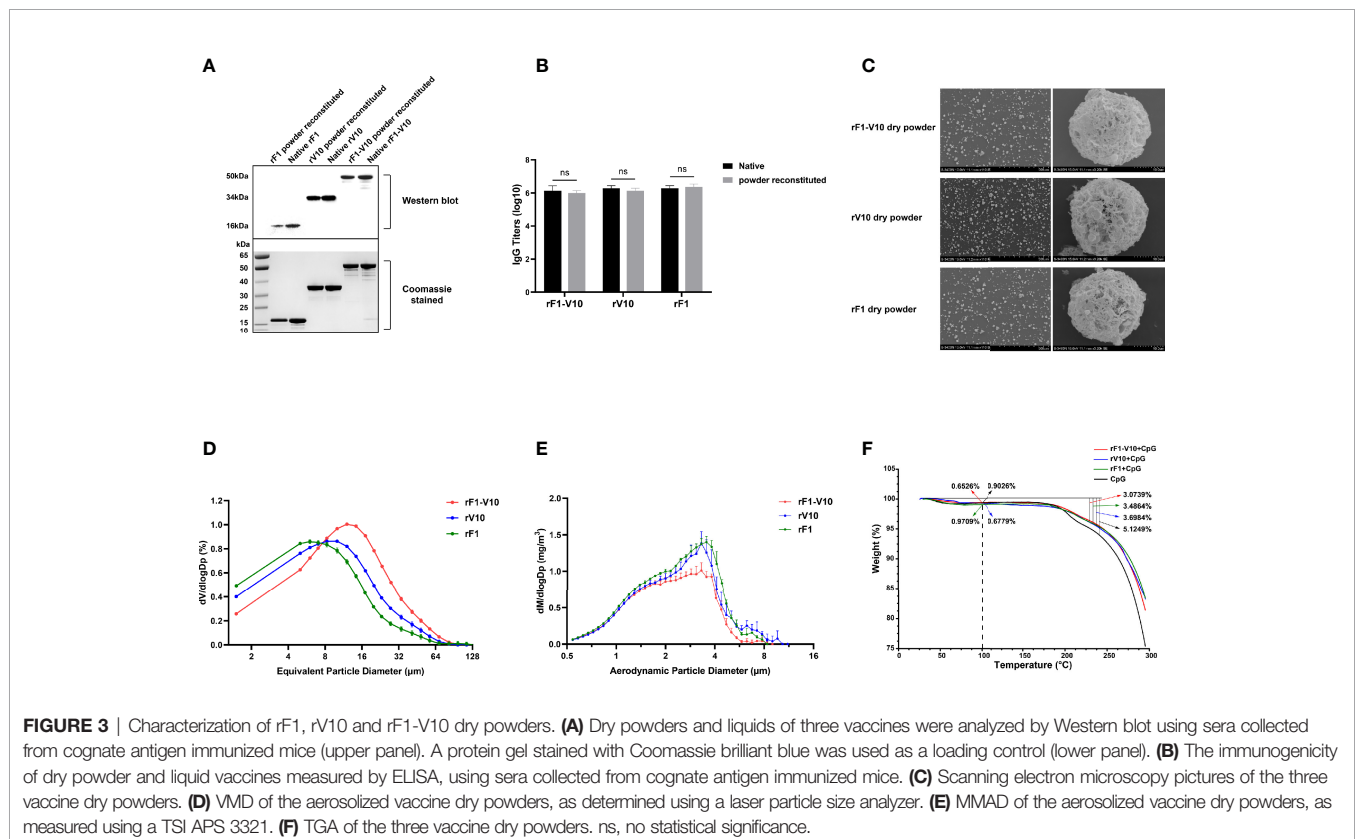 A
rF1 powder reconstituted
Native rF1
rV10 powder reconstituted
Native rV10
rF1-V10 powder reconstituted
Native rF1-V10
50kDa
34kDa
16kDa
Western blot
kDa
65
50
40
30
25
15
10
Coomassie
stained
B
Native
powder reconstituted
ns
ns
ns
IgG Titers (log10)
8
6
4
2
0
rF1-V10
rV10
rF1
C
rF1-V10 dry powder
rV10 dry powder
rF1 dry powder
D
rF1-V10
rV10
rF1
dV/dlogDp (%)
1.2
1.0
0.8
0.6
0.4
0.2
0.0
2
4
8
16
32
64
128
Equivalent Particle Diameter (μm)
E
rF1-V10
rV10
rF1
dM/dlogDp (mg/m³)
2.0
1.5
1.0
0.5
0.0
0.5
1
2
4
8
16
Aerodynamic Particle Diameter (μm)
F
rF1-V10+CpG
rV10+CpG
rF1+CpG
CpG
105
100
95
90
85
80
75
Weight (%)
0.6526%
0.9026%
0.9709%
0.6779%
3.0739%
3.4864%
3.6984%
5.1249%
0
50
100
150
200
250
300
Temperature (°C)
FIGURE 3 | Characterization of rF1, rV10 and rF1-V10 dry powders. (A) Dry powders and liquids of three vaccines were analyzed by Western blot using sera collected
from cognate antigen immunized mice (upper panel). A protein gel stained with Coomassie brilliant blue was used as a loading control (lower panel). (B) The immunogenicity
of dry powder and liquid vaccines measured by ELISA, using sera collected from cognate antigen immunized mice. (C) Scanning electron microscopy pictures of the three
vaccine dry powders. (D) VMD of the aerosolized vaccine dry powders, as determined using a laser particle size analyzer. (E) MMAD of the aerosolized vaccine dry powders, as
measured using a TSI APS 3321. (F) TGA of the three vaccine dry powders. ns, no statistical significance.